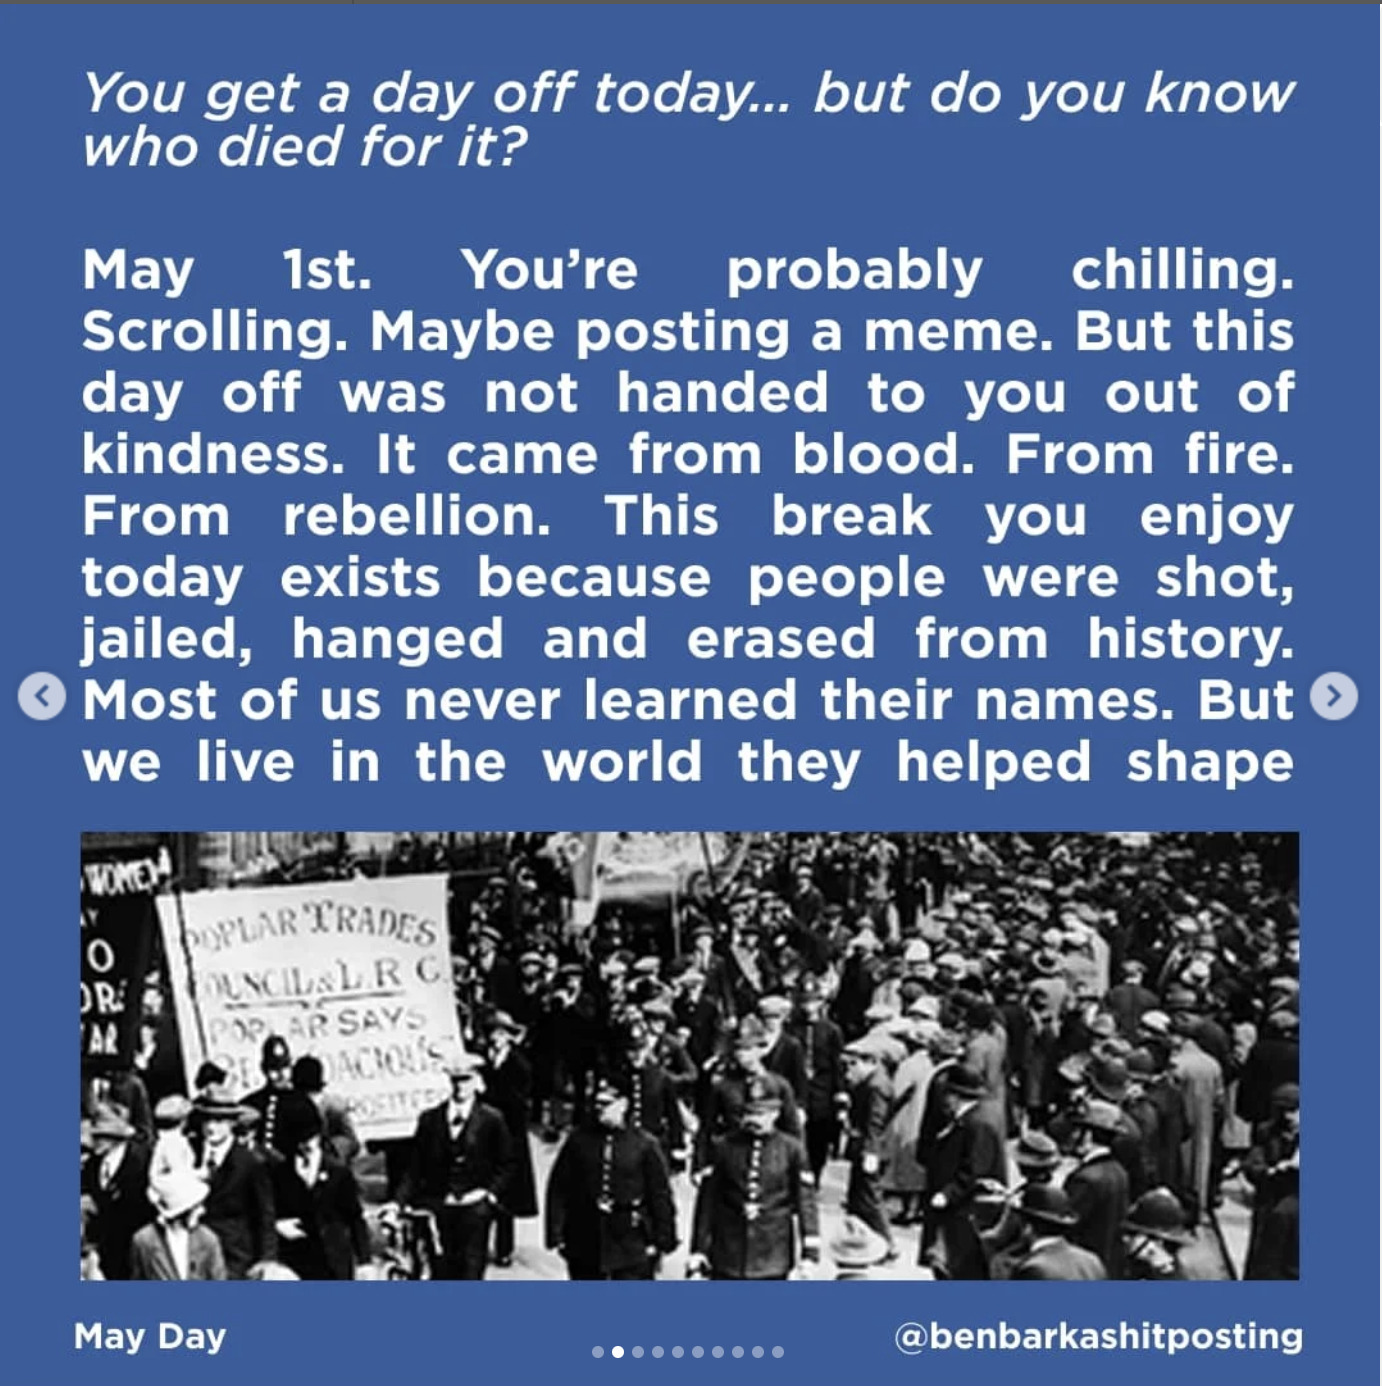 You get a day off today... but do you know
who died for it?
May 1st. You're probably chilling.
Scrolling. Maybe posting a meme. But this
day off was not handed to you out of
kindness. It came from blood. From fire.
From rebellion. This break you enjoy
today exists because people were shot,
jailed, hanged and erased from history.
Most of us never learned their names. But
we live in the world they helped shape
WOMEN
POPLAR TRADES
OUNCIL & L.R C.
POPLAR SAYS
May Day
@benbarkashitposting